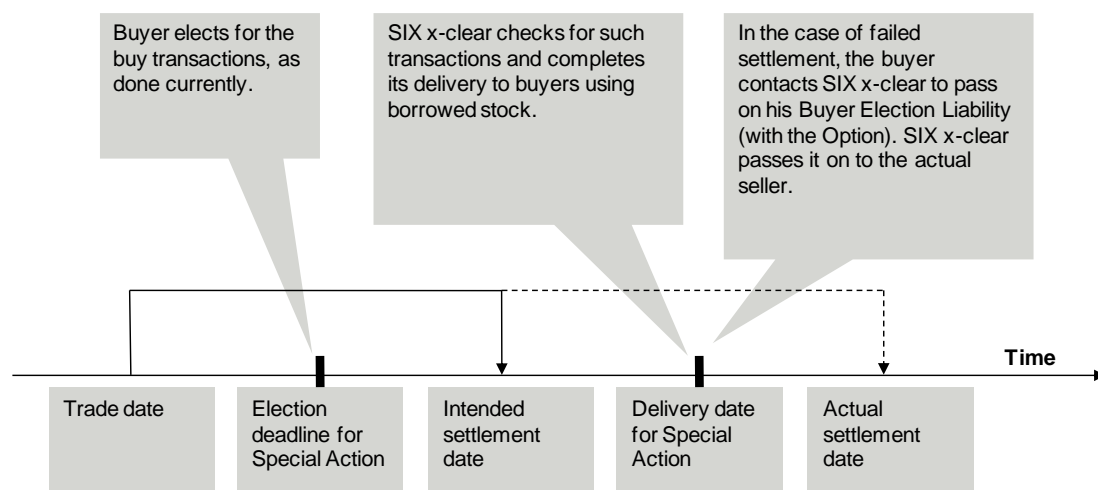 Buyer elects for the
buy transactions, as
done currently.
SIX x-clear checks for such
transactions and completes
its delivery to buyers using
borrowed stock.
In the case of failed
settlement, the buyer
contacts SIX x-clear to pass
on his Buyer Election Liability
(with the Option). SIX x-clear
passes it on to the actual
seller.
Time
Trade date
Election
deadline for
Special Action
Intended
settlement
date
Delivery date
for Special
Action
Actual
settlement
date